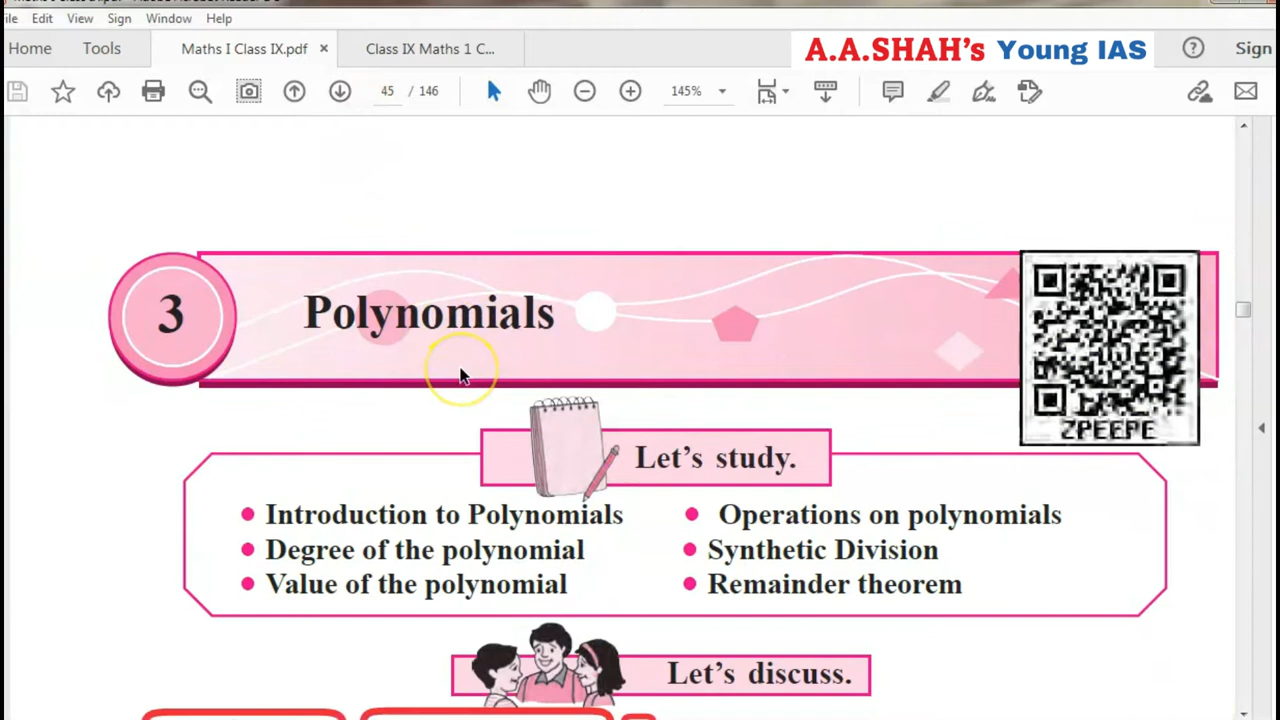 File Edit View Sign Window Help
Home Tools Maths I Class IX.pdf × Class IX Maths 1 C... A.A.SHAH's Young IAS Sign
45 / 146 145%
3 Polynomials
ZPEEPE
Let's study.
• Introduction to Polynomials • Operations on polynomials
• Degree of the polynomial • Synthetic Division
• Value of the polynomial • Remainder theorem
Let's discuss.